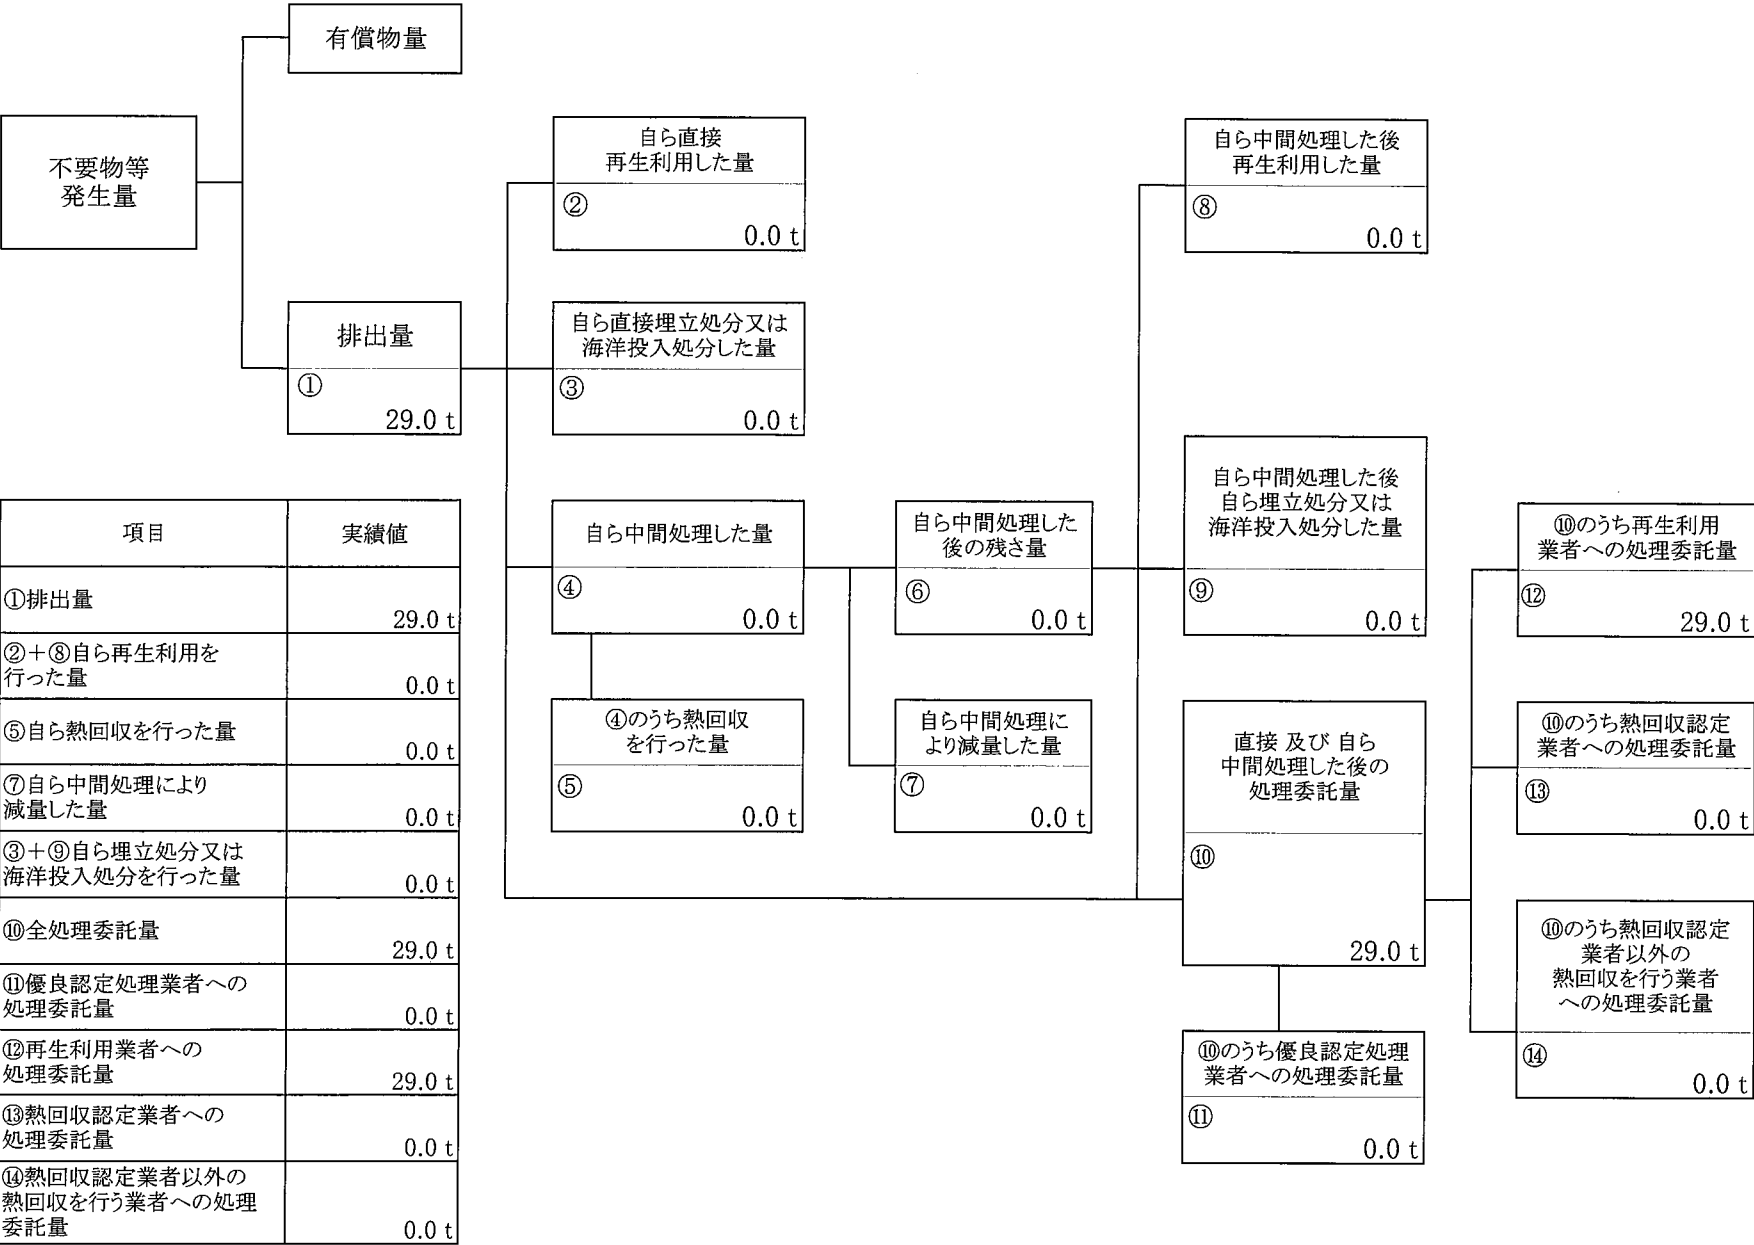 有償物量
不要物等
発生量
排出量
①
29.0 t
自ら直接
再生利用した量
②
0.0 t
自ら直接埋立処分又は
海洋投入処分した量
③
0.0 t
自ら中間処理した量
④
0.0 t
④のうち熱回収
を行った量
⑤
0.0 t
自ら中間処理した
後の残さ量
⑥
0.0 t
自ら中間処理に
より減量した量
⑦
0.0 t
自ら中間処理した後
再生利用した量
⑧
0.0 t
自ら中間処理した後
自ら埋立処分又は
海洋投入処分した量
⑨
0.0 t
直接 及び 自ら
中間処理した後の
処理委託量
⑩
29.0 t
⑩のうち優良認定処理
業者への処理委託量
⑪
0.0 t
⑩のうち再生利用
業者への処理委託量
⑫
29.0 t
⑩のうち熱回収認定
業者への処理委託量
⑬
0.0 t
⑩のうち熱回収認定
業者以外の
熱回収を行う業者
への処理委託量
⑭
0.0 t
項目 実績値
①排出量
29.0 t
②+⑧自ら再生利用を
行った量
0.0 t
⑤自ら熱回収を行った量
0.0 t
⑦自ら中間処理により
減量した量
0.0 t
③+⑨自ら埋立処分又は
海洋投入処分を行った量
0.0 t
⑩全処理委託量
29.0 t
⑪優良認定処理業者への
処理委託量
0.0 t
⑫再生利用業者への
処理委託量
29.0 t
⑬熱回収認定業者への
処理委託量
0.0 t
⑭熱回収認定業者以外の
熱回収を行う業者への処理
委託量
0.0 t